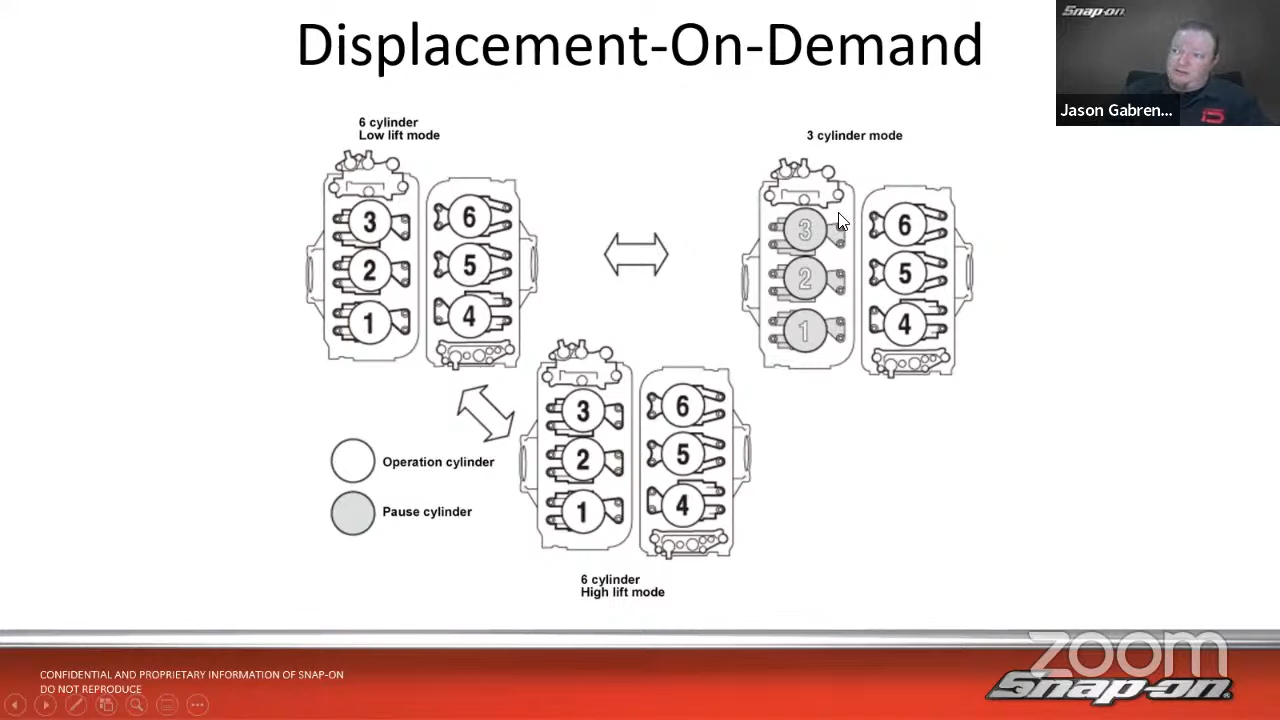 Displacement-On-Demand
Snap-on
Jason Gabren...
6 cylinder
Low lift mode
3 cylinder mode
3
6
2
5
1
4
3
6
2
5
1
4
3
6
2
5
1
4
Operation cylinder
Pause cylinder
6 cylinder
High lift mode
CONFIDENTIAL AND PROPRIETARY INFORMATION OF SNAP-ON
DO NOT REPRODUCE
zoom
Snap-on